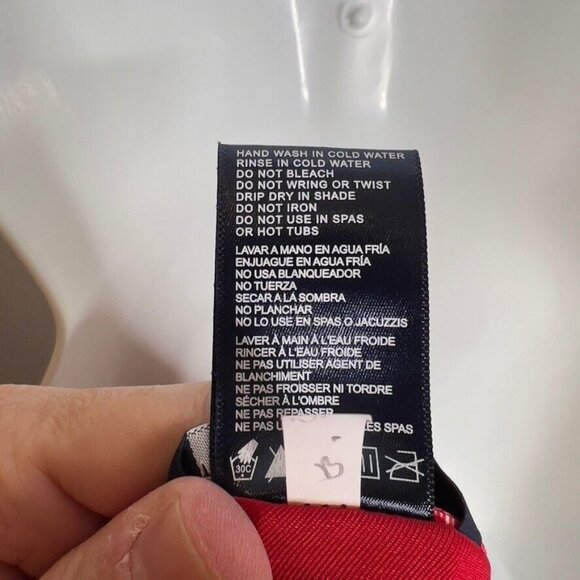 HAND WASH IN COLD WATER
RINSE IN COLD WATER
DO NOT BLEACH
DO NOT WRING OR TWIST
DRIP DRY IN SHADE
DO NOT IRON
DO NOT USE IN SPAS
OR HOT TUBS
LAVAR A MANO EN AGUA FRÍA
ENJUAGUE EN AGUA FRÍA
NO USA BLANQUEADOR
NO TUERZA
SECAR A LA SOMBRA
NO PLANCHAR
NO LO USE EN SPAS O JACUZZIS
LAVER À MAIN À L'EAU FROIDE
RINCER À L'EAU FROIDE
NE PAS UTILISER AGENT DE
BLANCHIMENT
NE PAS FROISSER NI TORDRE
SÉCHER À L'OMBRE
NE PAS REPASSER
NE PAS LES SPAS
30C
B